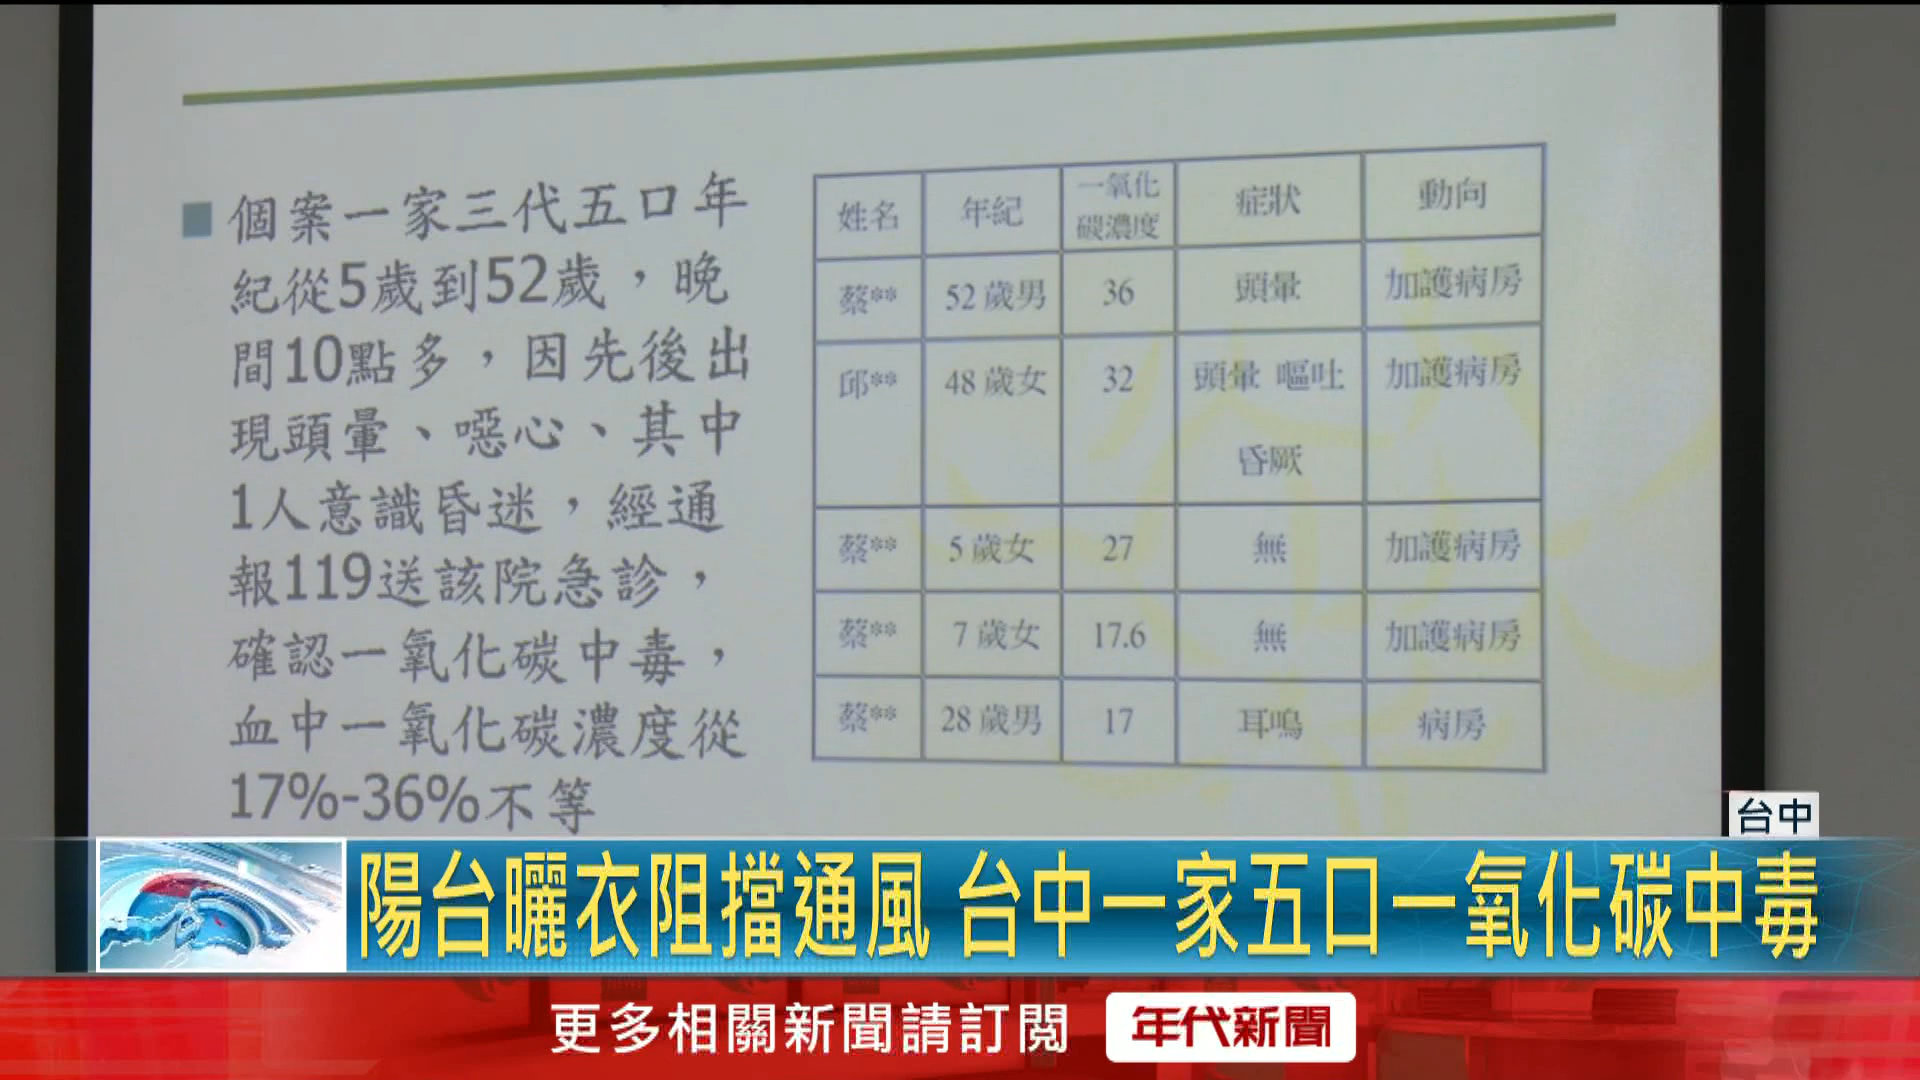 個案一家三代五口年
紀從5歲到52歲，晚
間10點多，因先後出
現頭暈、噁心、其中
1人意識昏迷，經通
報119送該院急診，
確認一氧化碳中毒，
血中一氧化碳濃度從
17%-36%不等
姓名 年紀 一氧化碳濃度 症狀 動向
蔡** 52歲男 36 頭暈 加護病房
邱** 48歲女 32 頭暈 嘔吐 加護病房
昏厥
蔡** 5歲女 27 無 加護病房
蔡** 7歲女 17.6 無 加護病房
蔡** 28歲男 17 耳鳴 病房
台中
陽台曬衣阻擋通風 台中一家五口一氧化碳中毒
更多相關新聞請訂閱 年代新聞